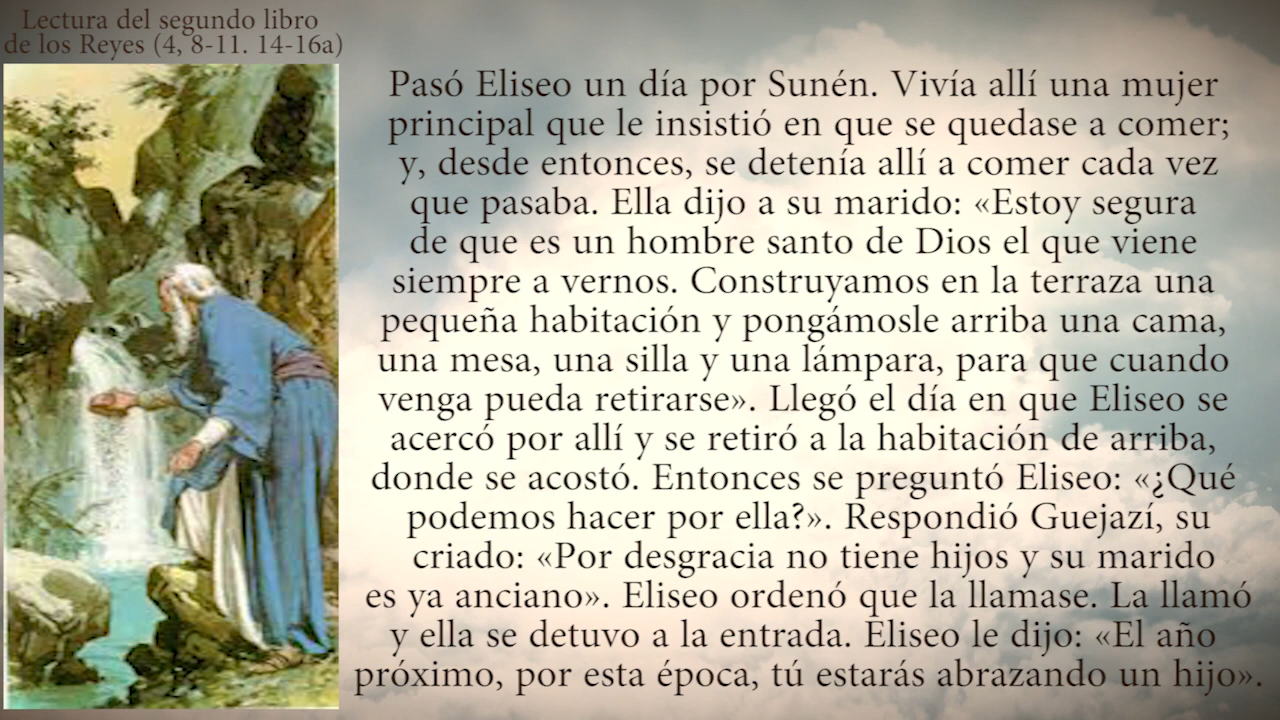 Lectura del segundo libro
de los Reyes (4, 8-11. 14-16a)
Pasó Eliseo un día por Sunén. Vivía allí una mujer
principal que le insistió en que se quedase a comer;
y, desde entonces, se detenía allí a comer cada vez
que pasaba. Ella dijo a su marido: «Estoy segura
de que es un hombre santo de Dios el que viene
siempre a vernos. Construyamos en la terraza una
pequeña habitación y pongámosle arriba una cama,
una mesa, una silla y una lámpara, para que cuando
venga pueda retirarse». Llegó el día en que Eliseo se
acercó por allí y se retiró a la habitación de arriba,
donde se acostó. Entonces se preguntó Eliseo: «¿Qué
podemos hacer por ella?». Respondió Guejazí, su
criado: «Por desgracia no tiene hijos y su marido
es ya anciano». Eliseo ordenó que la llamase. La llamó
y ella se detuvo a la entrada. Eliseo le dijo: «El año
próximo, por esta época, tú estarás abrazando un hijo».